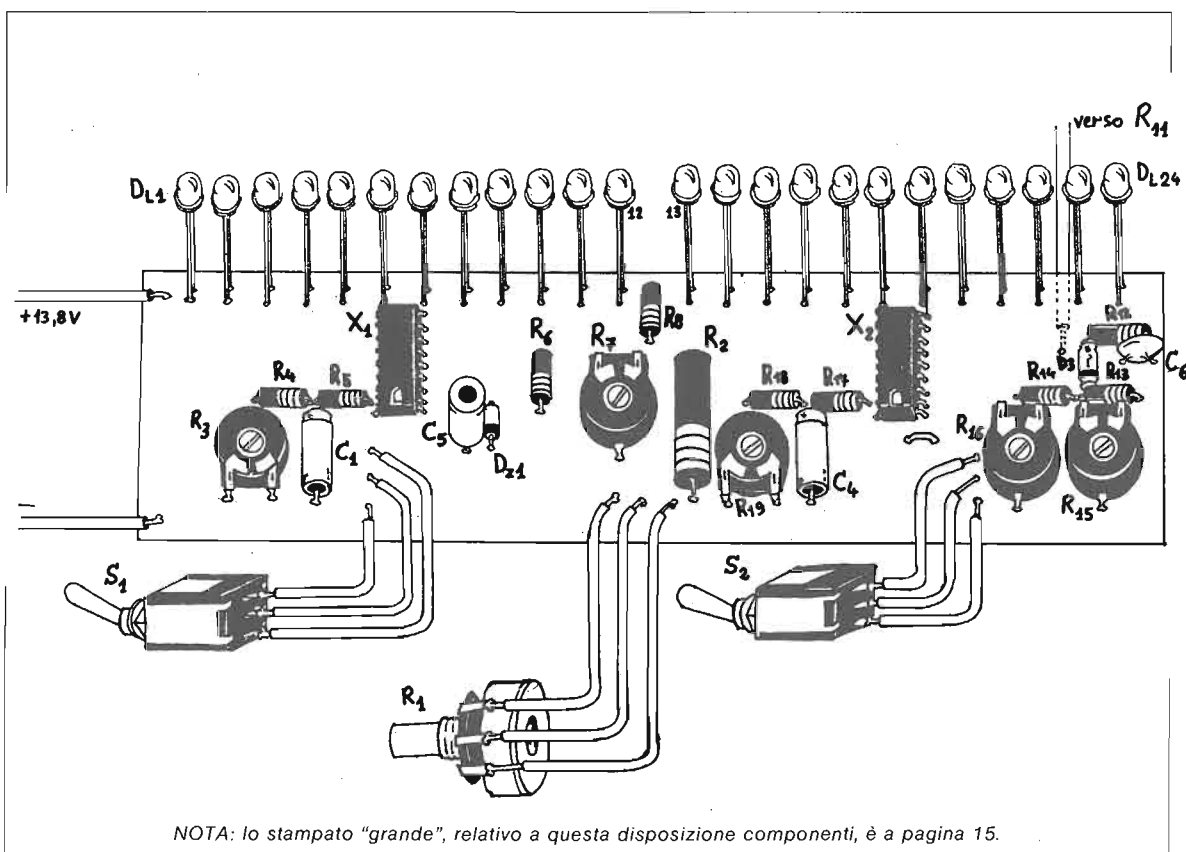 verso R11
DL1
12
13
DL24
+13,8V
X1
R6
R7
R8
R2
X2
R12
D3
C6
R4
R5
R18
R17
R14
R13
R3
C1
C5
DZ1
R19
C4
R16
R15
S1
S2
R1
NOTA: lo stampato "grande", relativo a questa disposizione componenti, è a pagina 15.